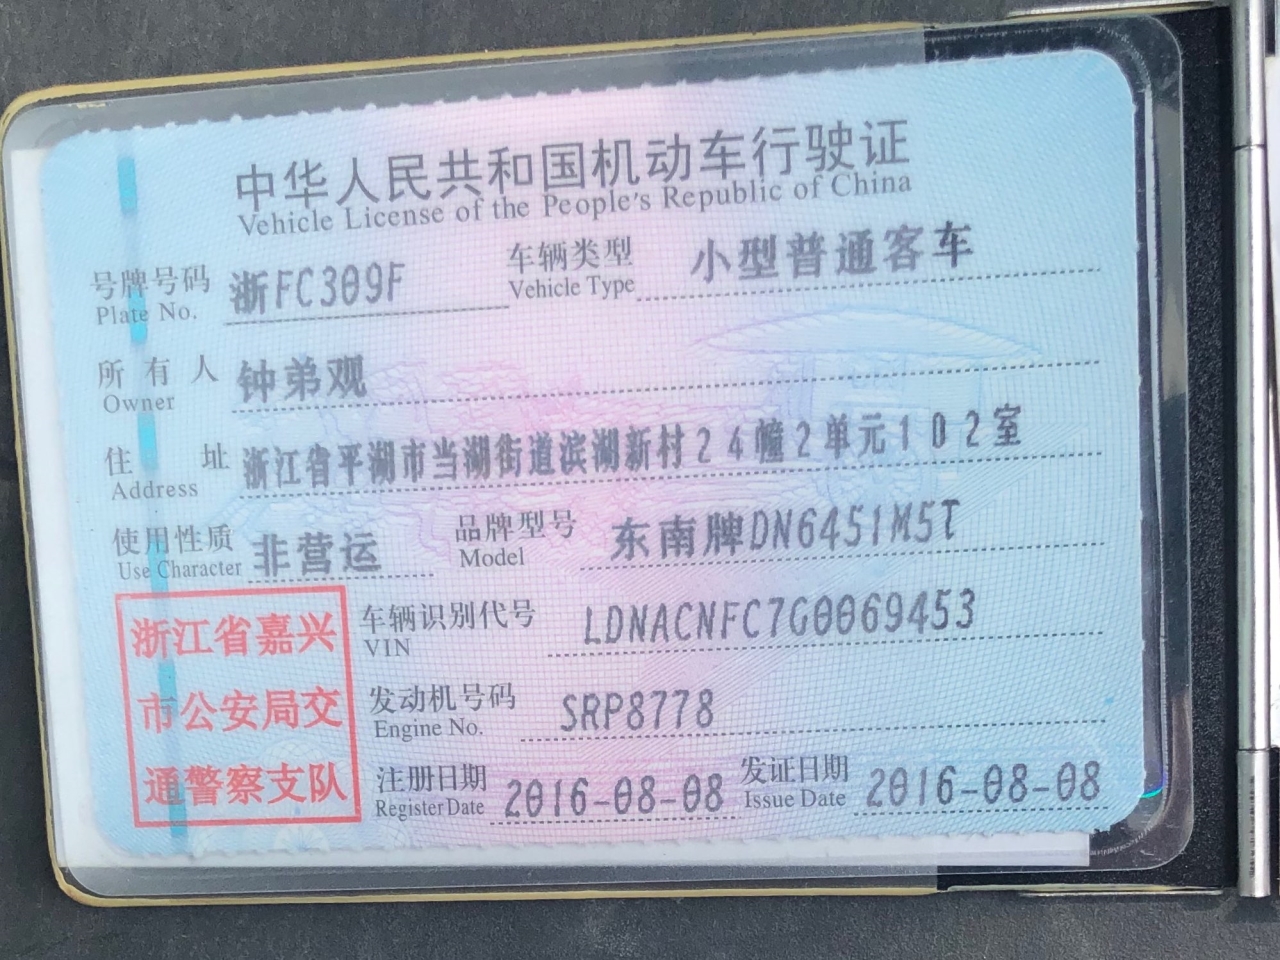 中华人民共和国机动车行驶证
Vehicle License of the People's Republic of China
号牌号码 浙FC309F 车辆类型 小型普通客车
Plate No. Vehicle Type
所有人 钟弟观
Owner
住址 浙江省平湖市当湖街道滨湖新村24幢2单元102室
Address
使用性质 非营运 品牌型号 东南牌DN6451M5T
Use Character Model
浙江省嘉兴
市公安局交
通警察支队
车辆识别代号 LDNACNFC7G0069453
VIN
发动机号码 SRP8778
Engine No.
注册日期 2016-08-08 发证日期 2016-08-08
Register Date Issue Date